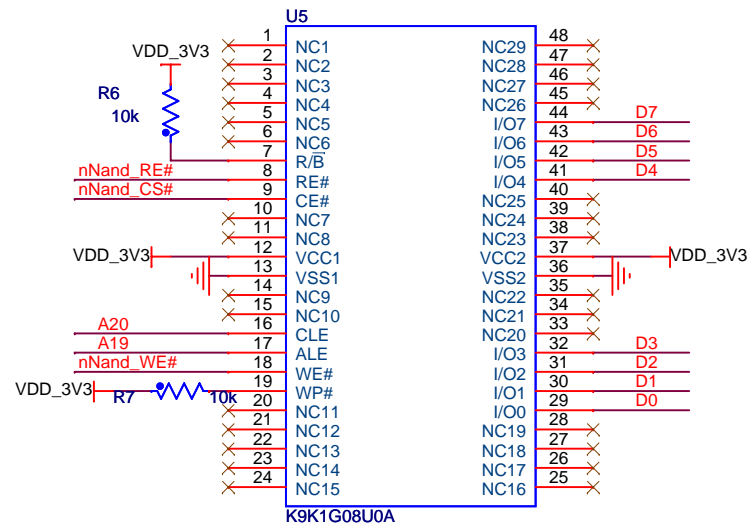 U5
1 NC1 NC29 48
VDD_3V3 2 NC2 NC28 47
3 NC3 NC27 46
R6 4 NC4 NC26 45
10k 5 NC5 I/O7 44 D7
6 NC6 I/O6 43 D6
7 R/B I/O5 42 D5
nNand_RE# 8 RE# I/O4 41 D4
nNand_CS# 9 CE# NC25 40
10 NC7 NC24 39
11 NC8 NC23 38
VDD_3V3 12 VCC1 VCC2 37 VDD_3V3
13 VSS1 VSS2 36
14 NC9 NC22 35
15 NC10 NC21 34
A20 16 CLE NC20 33
A19 17 ALE I/O3 32 D3
nNand_WE# 18 WE# I/O2 31 D2
VDD_3V3 R7 10k 19 WP# I/O1 30 D1
20 NC11 I/O0 29 D0
21 NC12 NC19 28
22 NC13 NC18 27
23 NC14 NC17 26
24 NC15 NC16 25
K9K1G08U0A